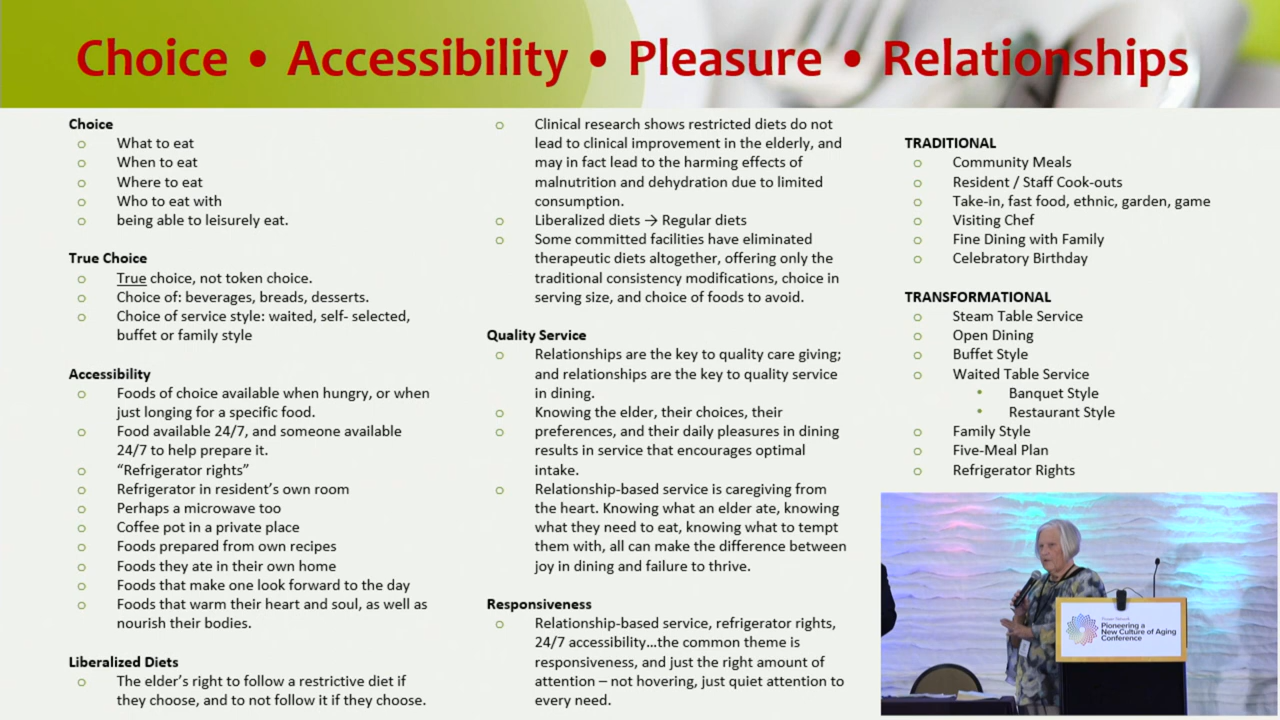 Choice • Accessibility • Pleasure • Relationships
Choice
o What to eat
o When to eat
o Where to eat
o Who to eat with
o being able to leisurely eat.
True Choice
o True choice, not token choice.
o Choice of: beverages, breads, desserts.
o Choice of service style: waited, self- selected,
buffet or family style
Accessibility
o Foods of choice available when hungry, or when
just longing for a specific food.
o Food available 24/7, and someone available
24/7 to help prepare it.
o “Refrigerator rights”
o Refrigerator in resident’s own room
o Perhaps a microwave too
o Coffee pot in a private place
o Foods prepared from own recipes
o Foods they ate in their own home
o Foods that make one look forward to the day
o Foods that warm their heart and soul, as well as
nourish their bodies.
Liberalized Diets
o The elder’s right to follow a restrictive diet if
they choose, and to not follow it if they choose.
o Clinical research shows restricted diets do not
lead to clinical improvement in the elderly, and
may in fact lead to the harming effects of
malnutrition and dehydration due to limited
consumption.
o Liberalized diets → Regular diets
o Some committed facilities have eliminated
therapeutic diets altogether, offering only the
traditional consistency modifications, choice in
serving size, and choice of foods to avoid.
Quality Service
o Relationships are the key to quality care giving;
and relationships are the key to quality service
in dining.
o Knowing the elder, their choices, their
o preferences, and their daily pleasures in dining
results in service that encourages optimal
intake.
o Relationship-based service is caregiving from
the heart. Knowing what an elder ate, knowing
what they need to eat, knowing what to tempt
them with, all can make the difference between
joy in dining and failure to thrive.
Responsiveness
o Relationship-based service, refrigerator rights,
24/7 accessibility…the common theme is
responsiveness, and just the right amount of
attention – not hovering, just quiet attention to
every need.
TRADITIONAL
o Community Meals
o Resident / Staff Cook-outs
o Take-in, fast food, ethnic, garden, game
o Visiting Chef
o Fine Dining with Family
o Celebratory Birthday
TRANSFORMATIONAL
o Steam Table Service
o Open Dining
o Buffet Style
o Waited Table Service
• Banquet Style
• Restaurant Style
o Family Style
o Five-Meal Plan
o Refrigerator Rights
Pioneering a
New Culture of Aging
Conference